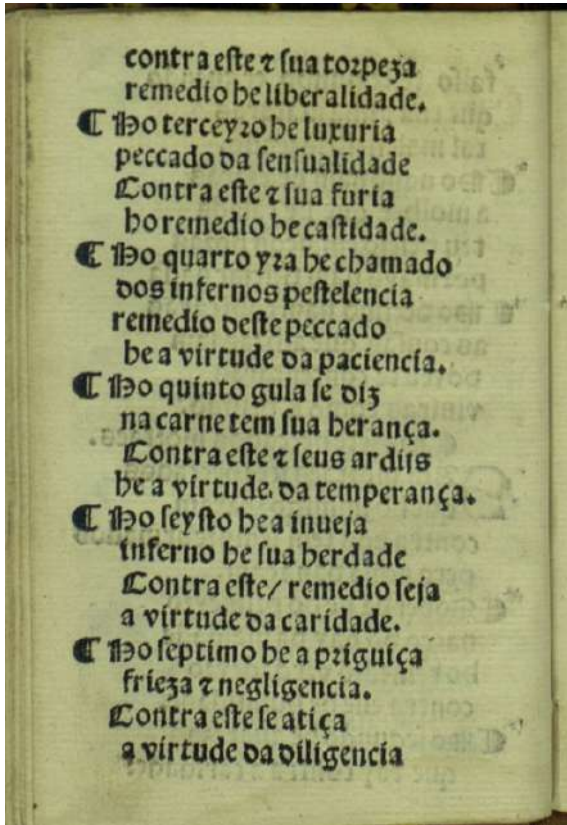 contra este ⁊ sua torpeza
remedio he liberalidade.
¶ Ho terceyro he luxuria
peccado da sensualidade
Contra este ⁊ sua furia
ho remedio he castidade.
¶ Ho quarto yra he chamado
dos infernos pestelencia
remedio deste peccado
he a virtude da paciencia.
¶ Ho quinto gula se diz
na carne tem sua herança.
Contra este ⁊ seus ardijs
he a virtude. da temperança.
¶ Ho seysto he a inueja
inferno he sua herdade
Contra este/ remedio seja
a virtude da caridade.
¶ Ho septimo he a priguiça
frieza ⁊ negligencia.
Contra este se atiça
a virtude da diligencia